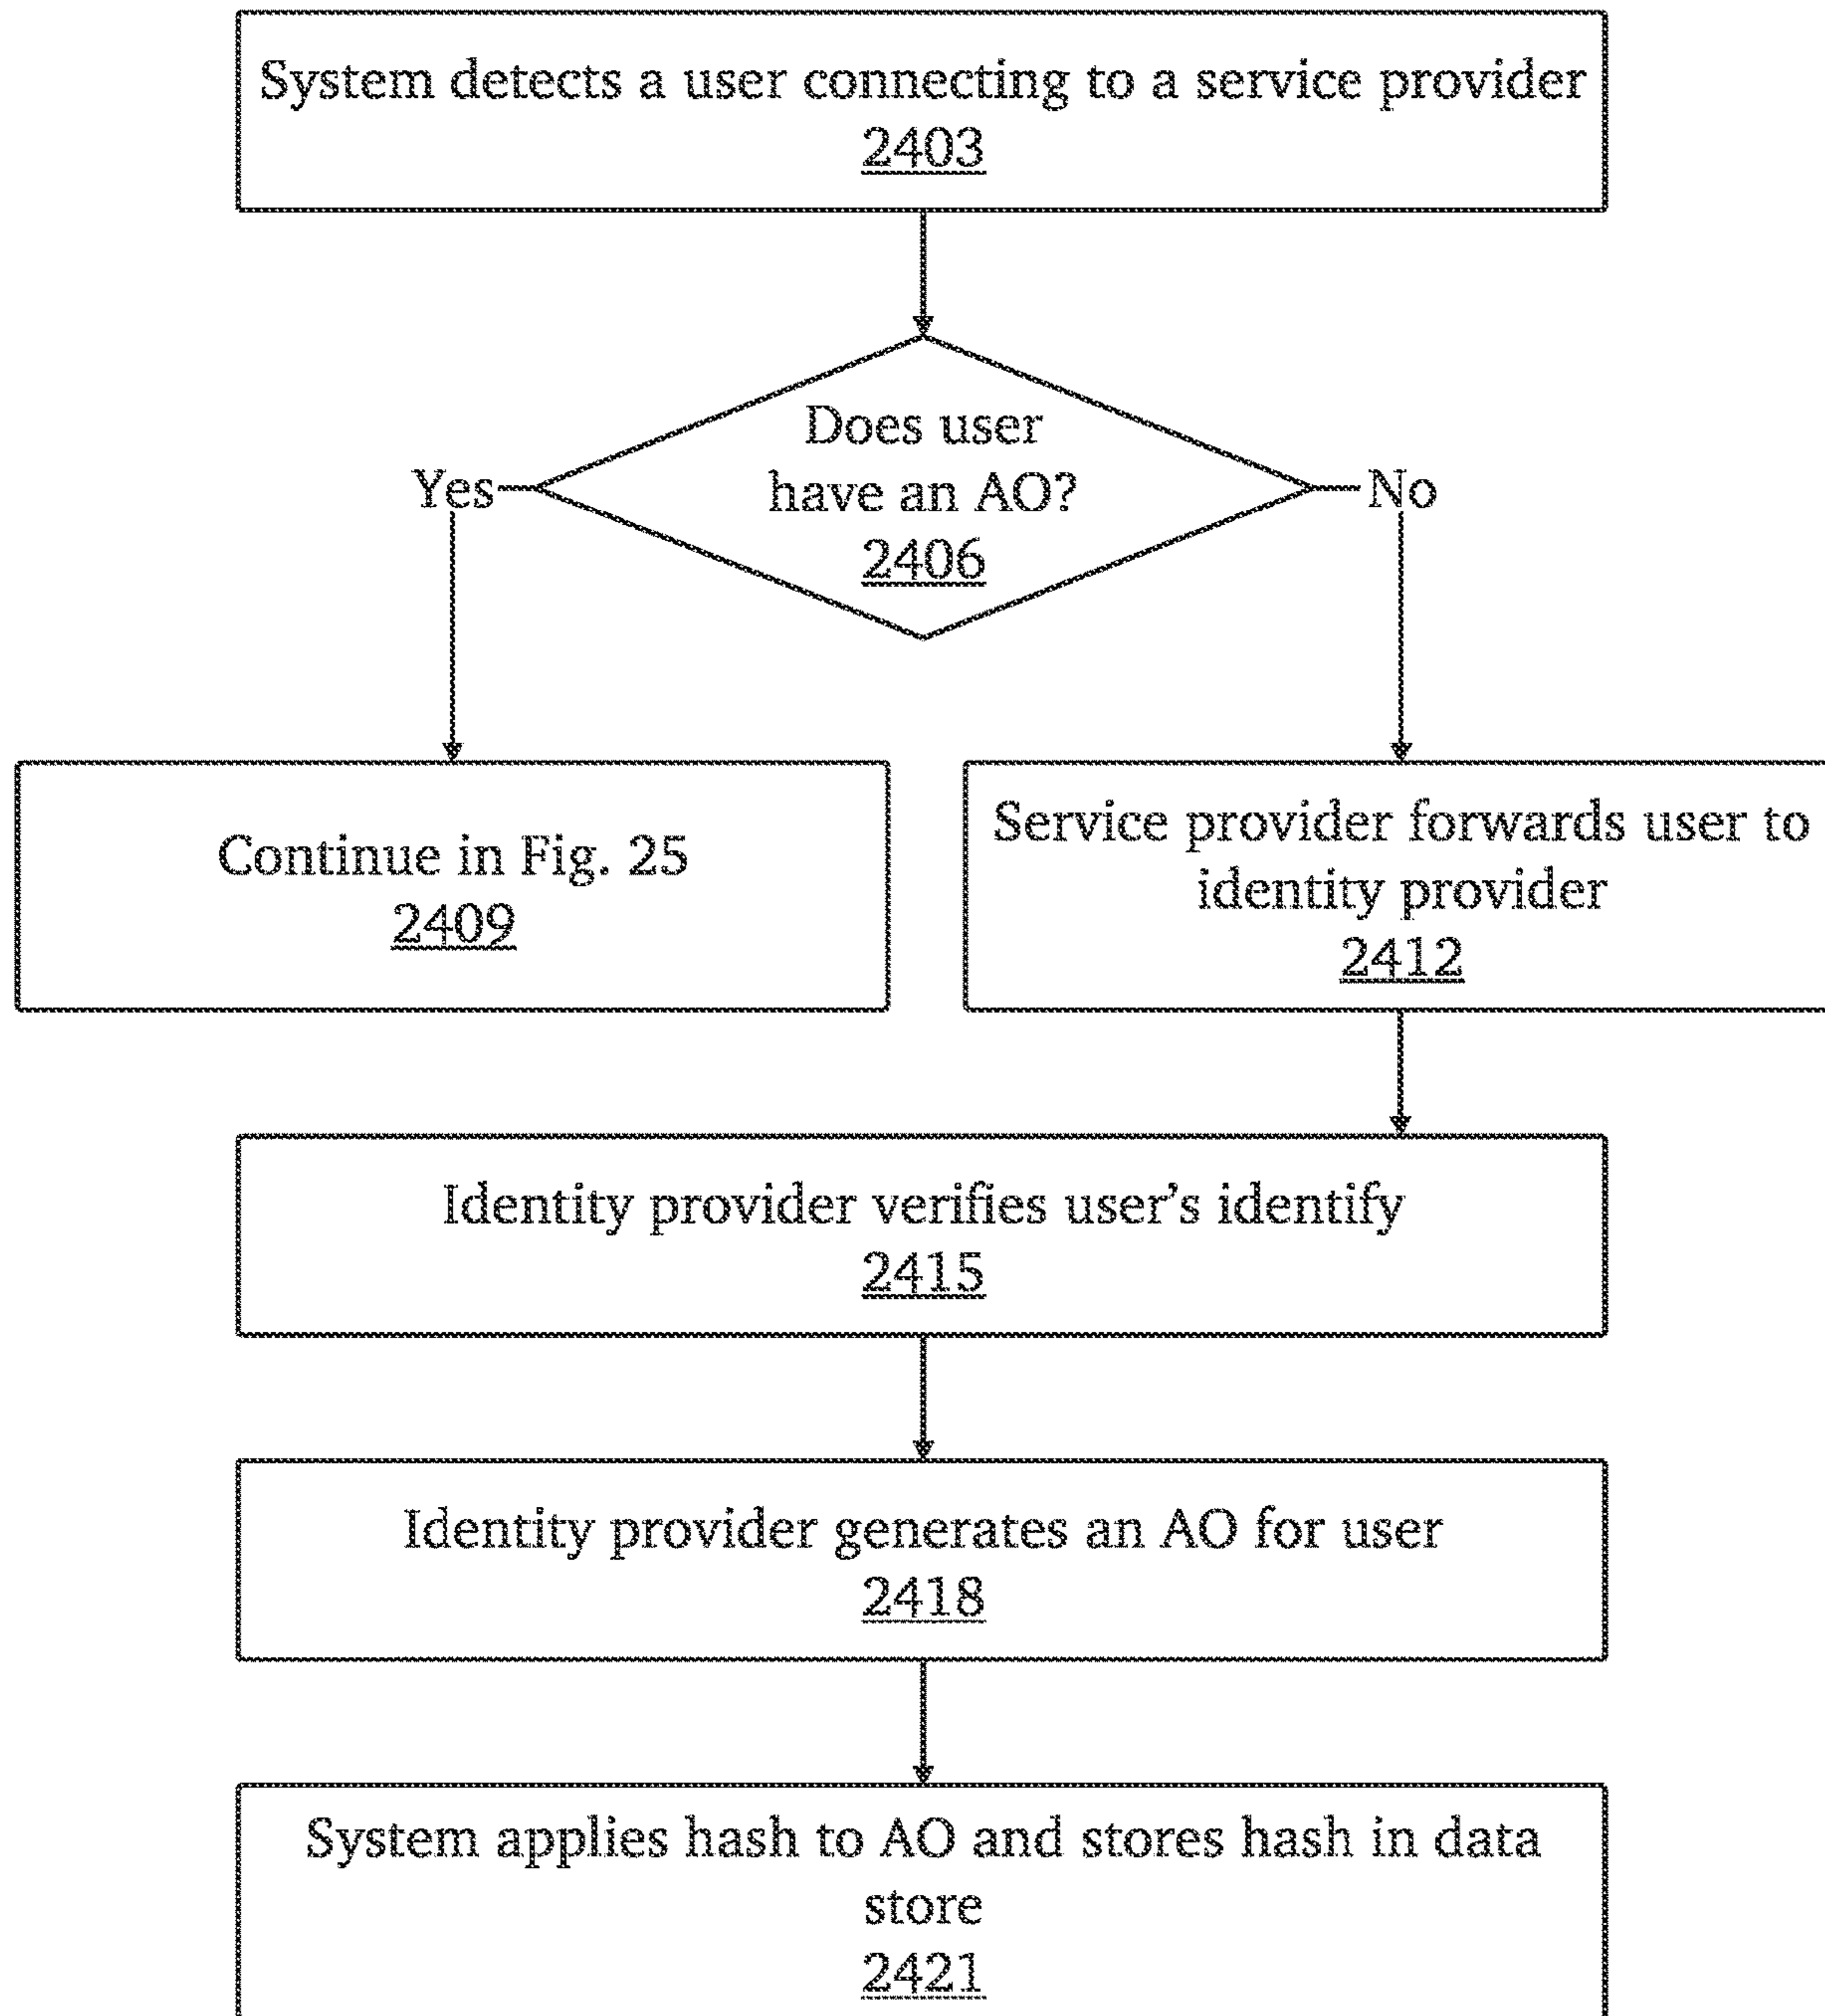 System detects a user connecting to a service provider
2403
Does user
have an AO?
2406
Yes
No
Continue in Fig. 25
2409
Service provider forwards user to
identity provider
2412
Identity provider verifies user's identify
2415
Identity provider generates an AO for user
2418
System applies hash to AO and stores hash in data
store
2421